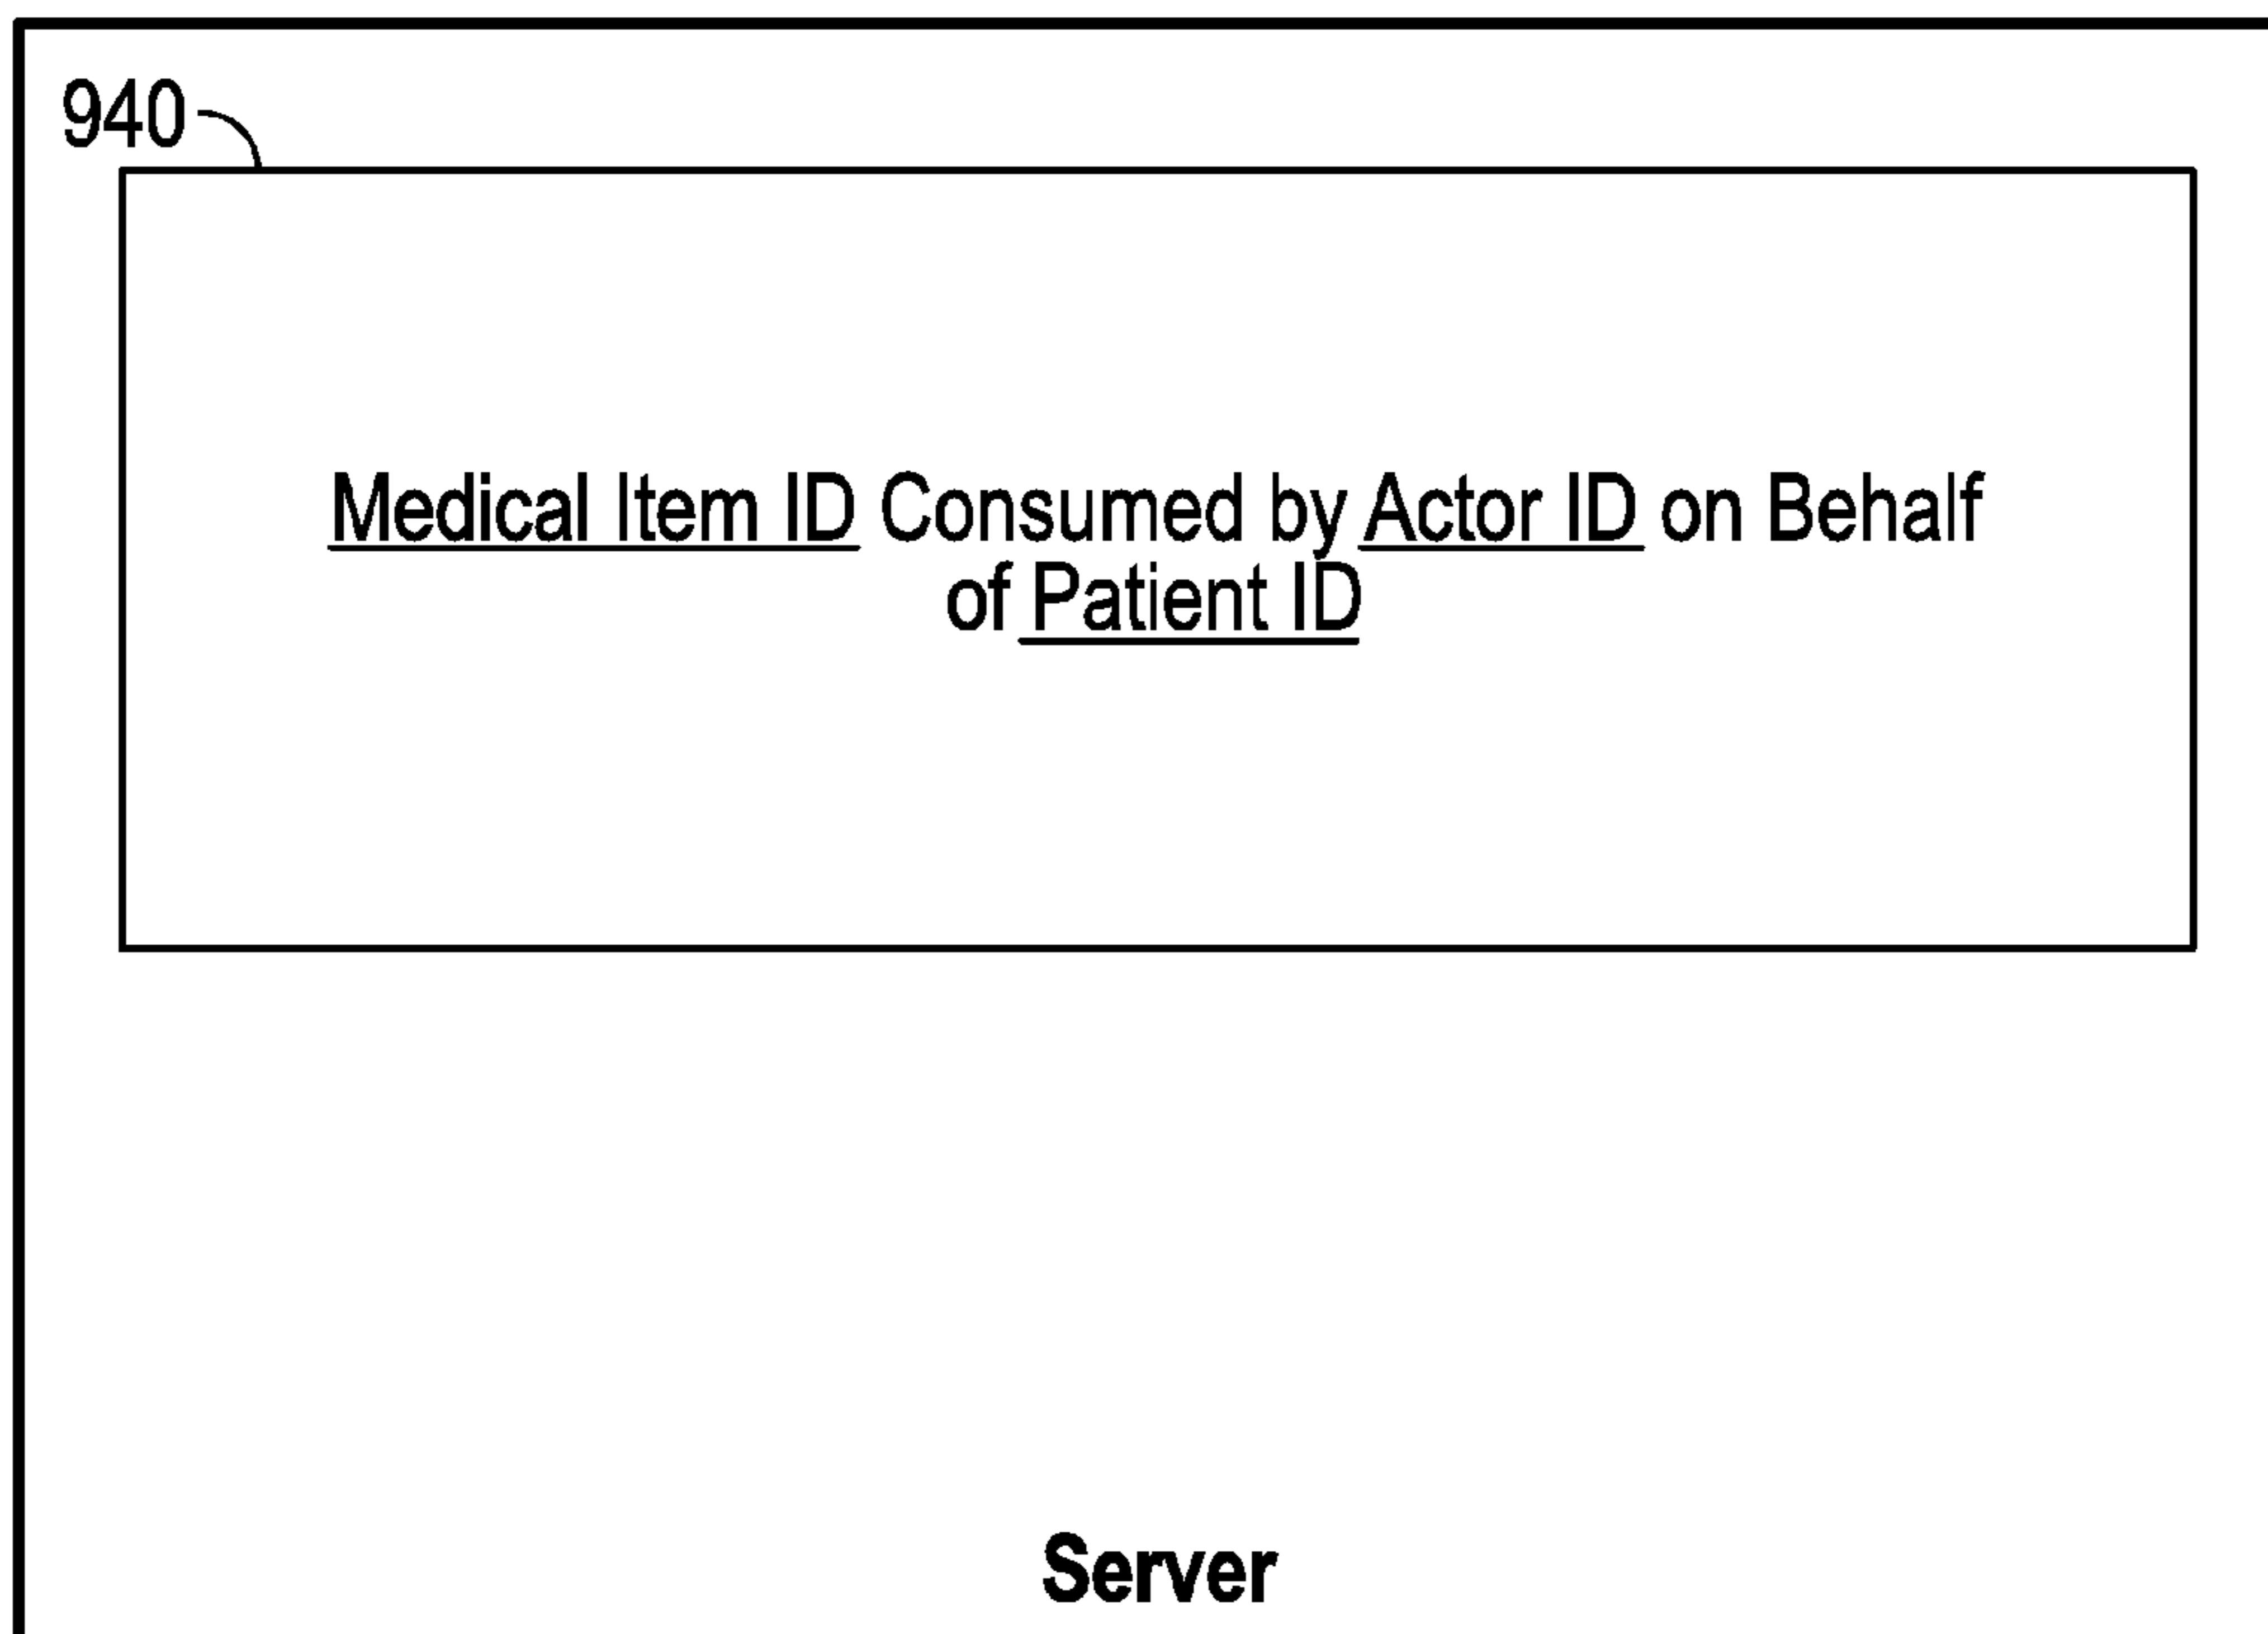 940
Medical Item ID Consumed by Actor ID on Behalf
of Patient ID
Server